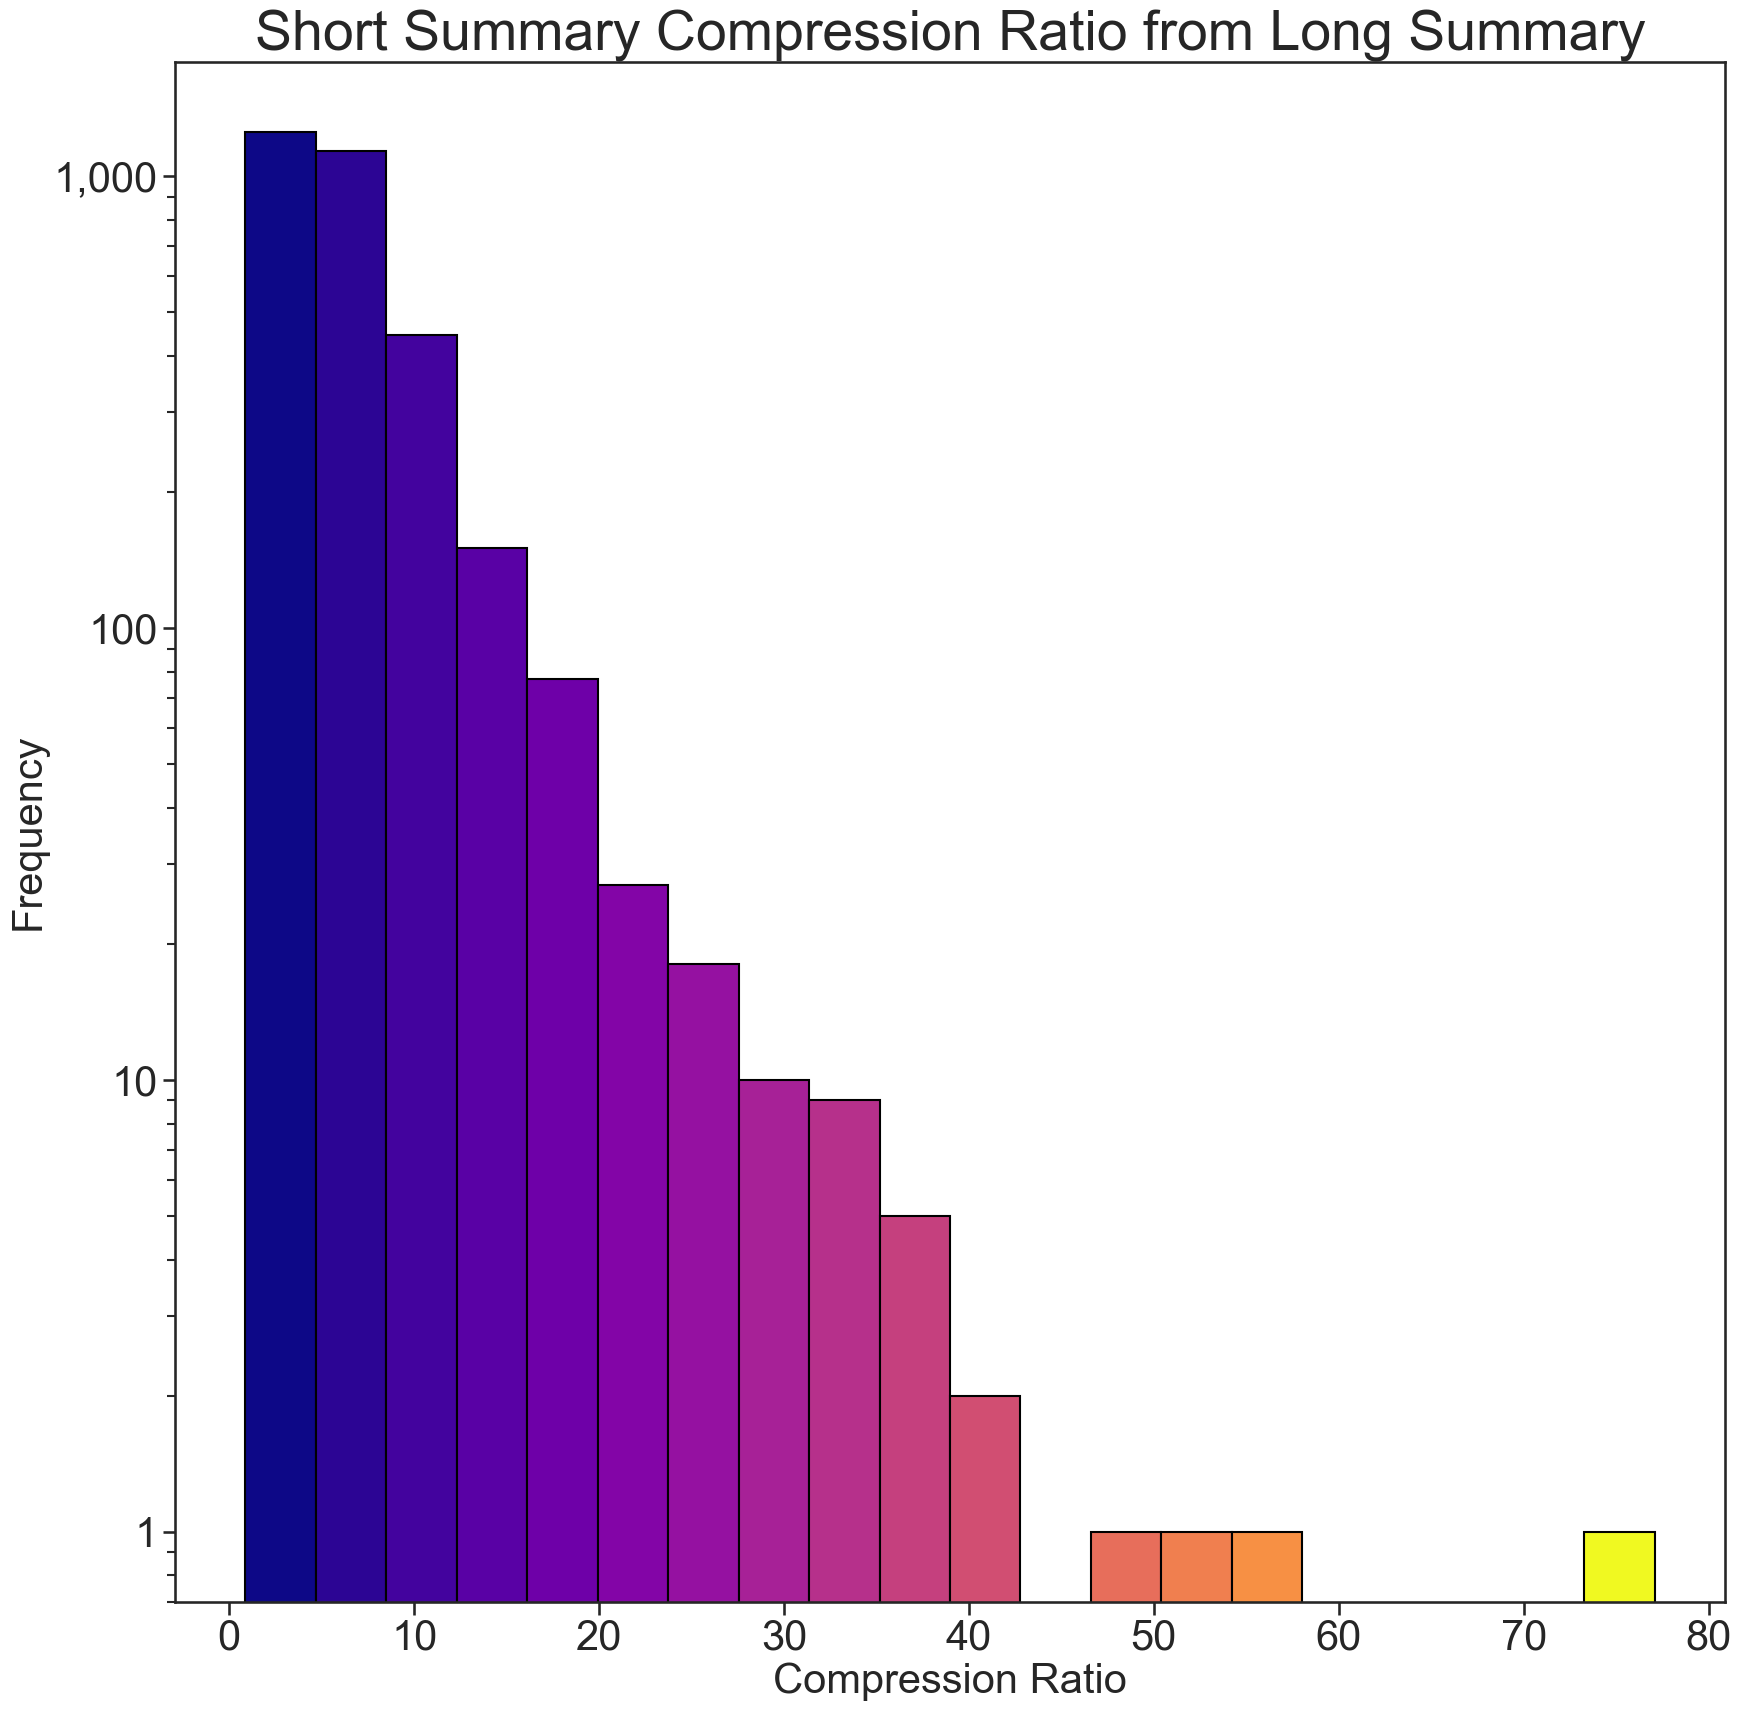 Short Summary Compression Ratio from Long Summary
1,000
100
10
1
Frequency
0 10 20 30 40 50 60 70 80
Compression Ratio